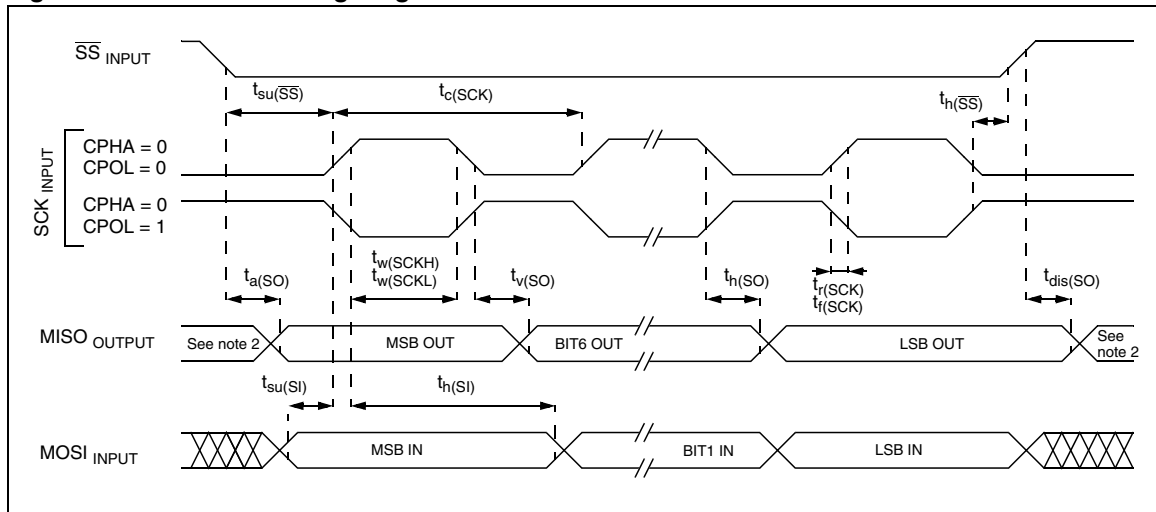 SS INPUT
tsu(SS)
tc(SCK)
th(SS)
SCK INPUT
CPHA = 0
CPOL = 0
CPHA = 0
CPOL = 1
ta(SO)
tw(SCKH)
tw(SCKL)
tv(SO)
th(SO)
tr(SCK)
tf(SCK)
tdis(SO)
MISO OUTPUT
See note 2
MSB OUT
BIT6 OUT
LSB OUT
See
note 2
tsu(SI)
th(SI)
MOSI INPUT
MSB IN
BIT1 IN
LSB IN